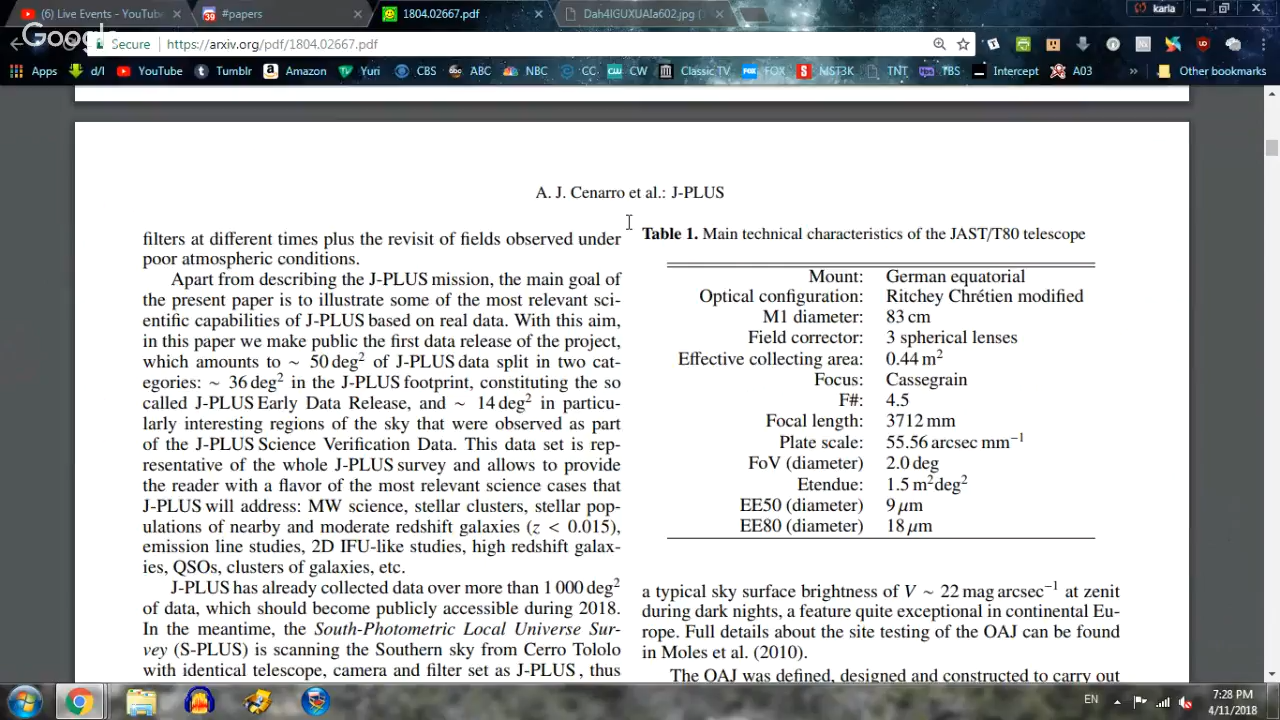 (6) Live Events - YouTube
#papers
1804.02667.pdf
Dah4IGUXUAIa602.jpg
karla
Google
Secure
https://arxiv.org/pdf/1804.02667.pdf
Apps
d/l
YouTube
Tumblr
Amazon
Yuri
CBS
ABC
NBC
CC
CW
Classic TV
FOX
MST3K
TNT
TBS
Intercept
A03
»
Other bookmarks
A. J. Cenarro et al.: J-PLUS
filters at different times plus the revisit of fields observed under
poor atmospheric conditions.
Apart from describing the J-PLUS mission, the main goal of
the present paper is to illustrate some of the most relevant sci-
entific capabilities of J-PLUS based on real data. With this aim,
in this paper we make public the first data release of the project,
which amounts to ~ 50 deg² of J-PLUS data split in two cat-
egories: ~ 36 deg² in the J-PLUS footprint, constituting the so
called J-PLUS Early Data Release, and ~ 14 deg² in particu-
larly interesting regions of the sky that were observed as part
of the J-PLUS Science Verification Data. This data set is rep-
resentative of the whole J-PLUS survey and allows to provide
the reader with a flavor of the most relevant science cases that
J-PLUS will address: MW science, stellar clusters, stellar pop-
ulations of nearby and moderate redshift galaxies (z < 0.015),
emission line studies, 2D IFU-like studies, high redshift galax-
ies, QSOs, clusters of galaxies, etc.
J-PLUS has already collected data over more than 1 000 deg²
of data, which should become publicly accessible during 2018.
In the meantime, the South-Photometric Local Universe Sur-
vey (S-PLUS) is scanning the Southern sky from Cerro Tololo
with identical telescope, camera and filter set as J-PLUS, thus
Table 1. Main technical characteristics of the JAST/T80 telescope
Mount: German equatorial
Optical configuration: Ritchey Chrétien modified
M1 diameter: 83 cm
Field corrector: 3 spherical lenses
Effective collecting area: 0.44 m²
Focus: Cassegrain
F#: 4.5
Focal length: 3712 mm
Plate scale: 55.56 arcsec mm⁻¹
FoV (diameter) 2.0 deg
Etendue: 1.5 m²deg²
EE50 (diameter) 9 μm
EE80 (diameter) 18 μm
a typical sky surface brightness of V ~ 22 mag arcsec⁻¹ at zenit
during dark nights, a feature quite exceptional in continental Eu-
rope. Full details about the site testing of the OAJ can be found
in Moles et al. (2010).
The OAJ was defined, designed and constructed to carry out
EN
7:28 PM
4/11/2018